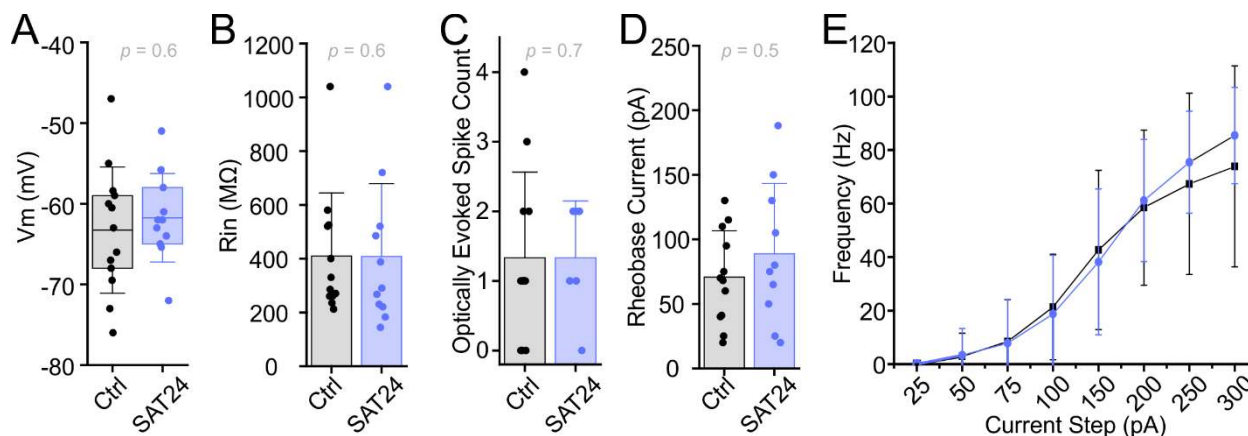 A
Vm (mV)
-40
-50
-60
-70
-80
p = 0.6
Ctrl
SAT24
B
Rin (MΩ)
1200
1000
800
600
400
200
0
p = 0.6
Ctrl
SAT24
C
Optically Evoked Spike Count
4
3
2
1
0
p = 0.7
Ctrl
SAT24
D
Rheobase Current (pA)
250
200
150
100
50
0
p = 0.5
Ctrl
SAT24
E
Frequency (Hz)
120
100
80
60
40
20
0
25
50
75
100
150
200
250
300
Current Step (pA)